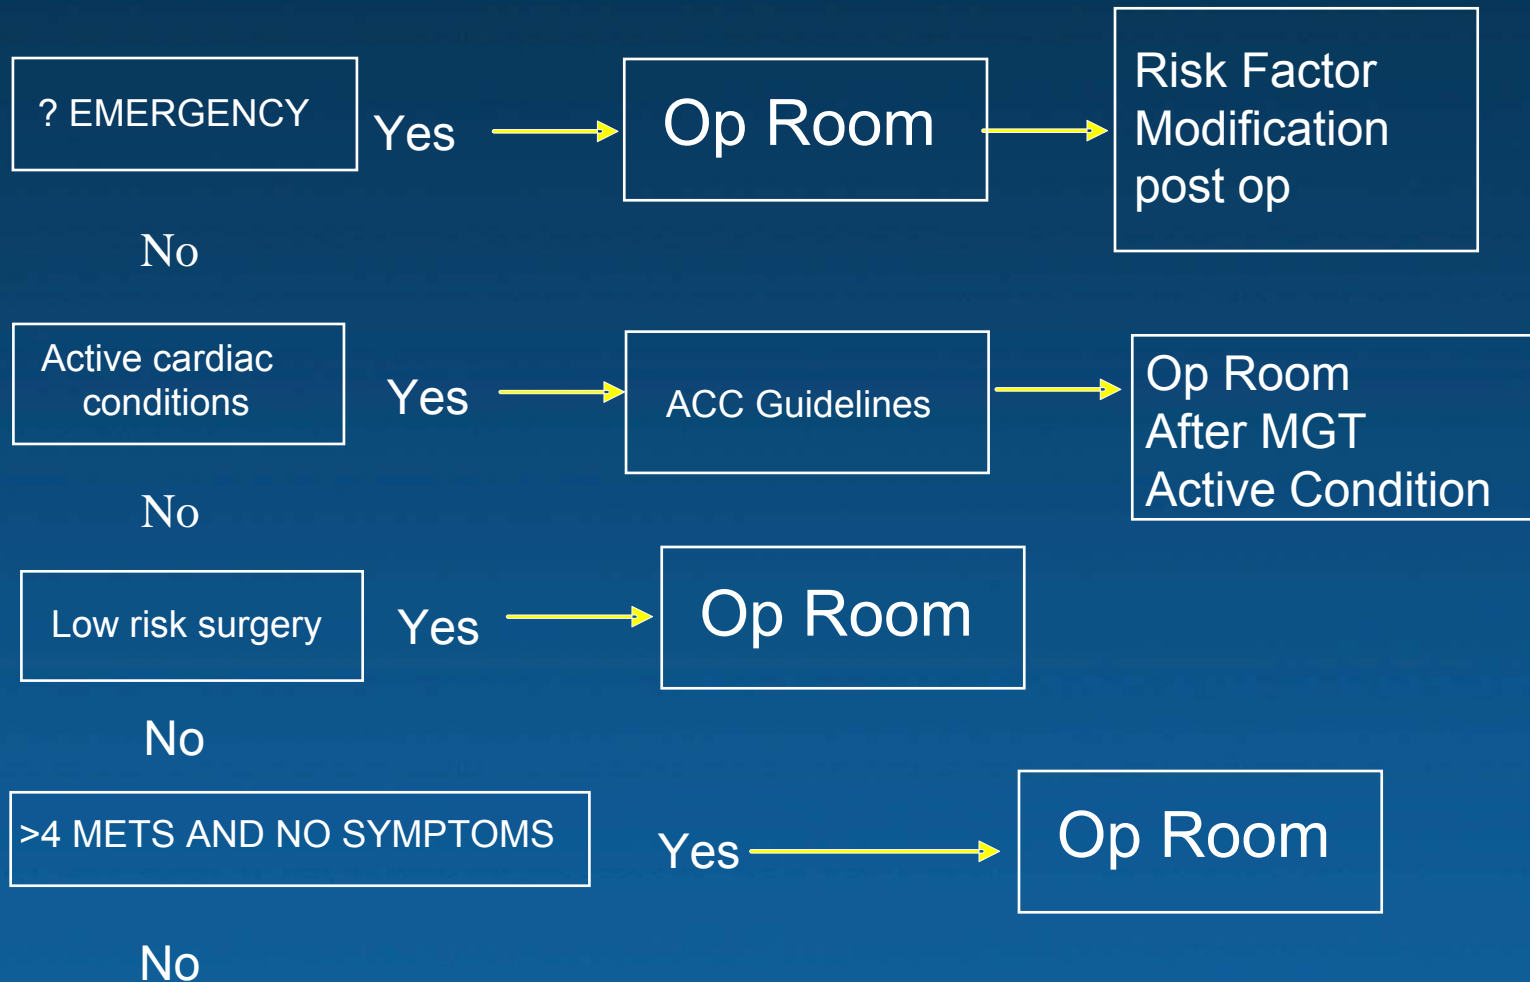 ? EMERGENCY
Yes
Op Room
Risk Factor
Modification
post op
No
Active cardiac
conditions
Yes
ACC Guidelines
Op Room
After MGT
Active Condition
No
Low risk surgery
Yes
Op Room
No
>4 METS AND NO SYMPTOMS
Yes
Op Room
No